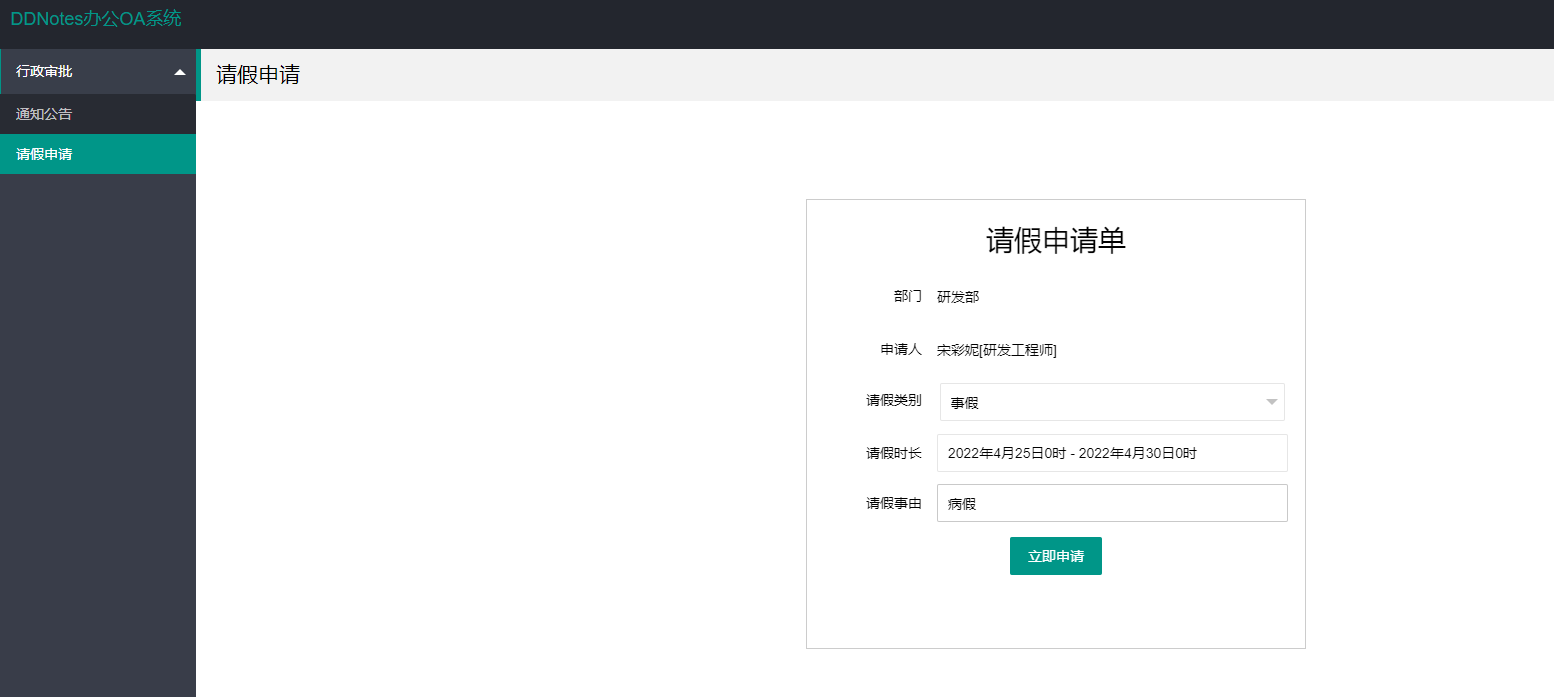 DDNotes办公OA系统
行政审批
通知公告
请假申请
请假申请
请假申请单
部门 研发部
申请人 宋彩妮[研发工程师]
请假类别 事假
请假时长 2022年4月25日0时 - 2022年4月30日0时
请假事由 病假
立即申请